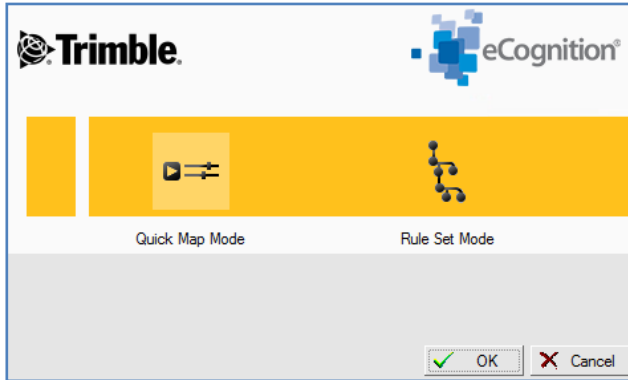 Trimble.
eCognition®
Quick Map Mode
Rule Set Mode
OK
Cancel